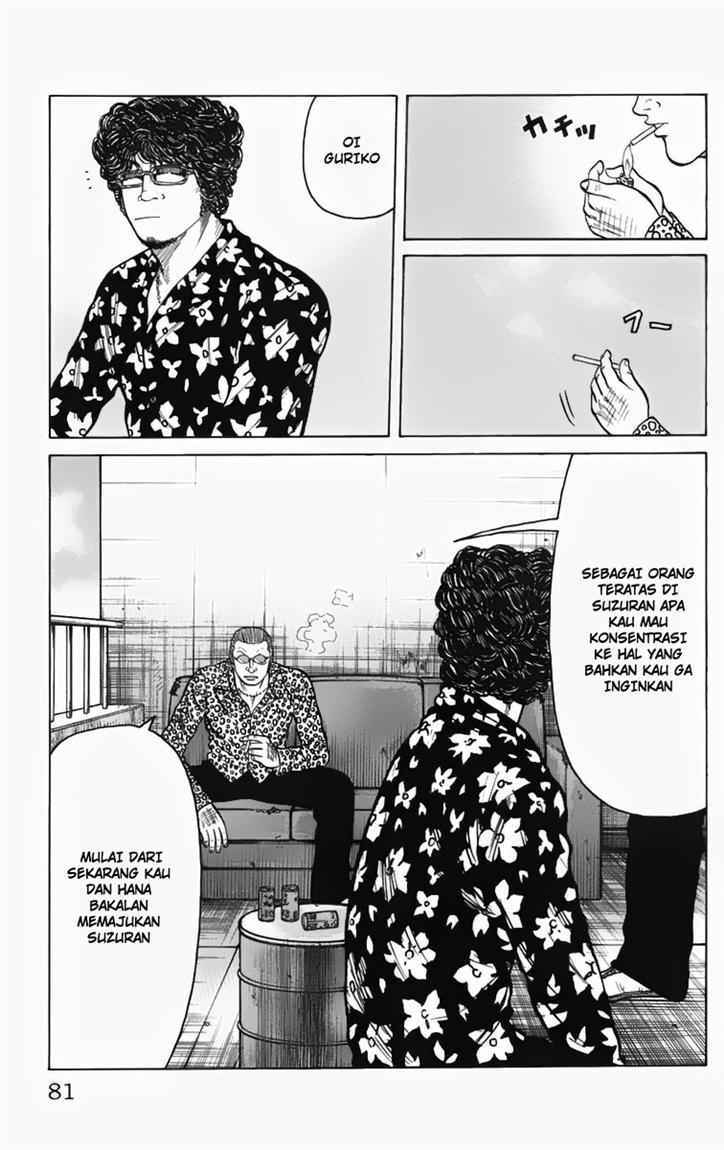 カチッ
フー
OI
GURIKO
SEBAGAI ORANG
TERATAS DI
SUZURAN APA
KAU MAU
KONSENTRASI
KE HAL YANG
BAHKAN KAU GA
INGINKAN
MULAI DARI
SEKARANG KAU
DAN HANA
BAKALAN
MEMAJUKAN
SUZURAN
81